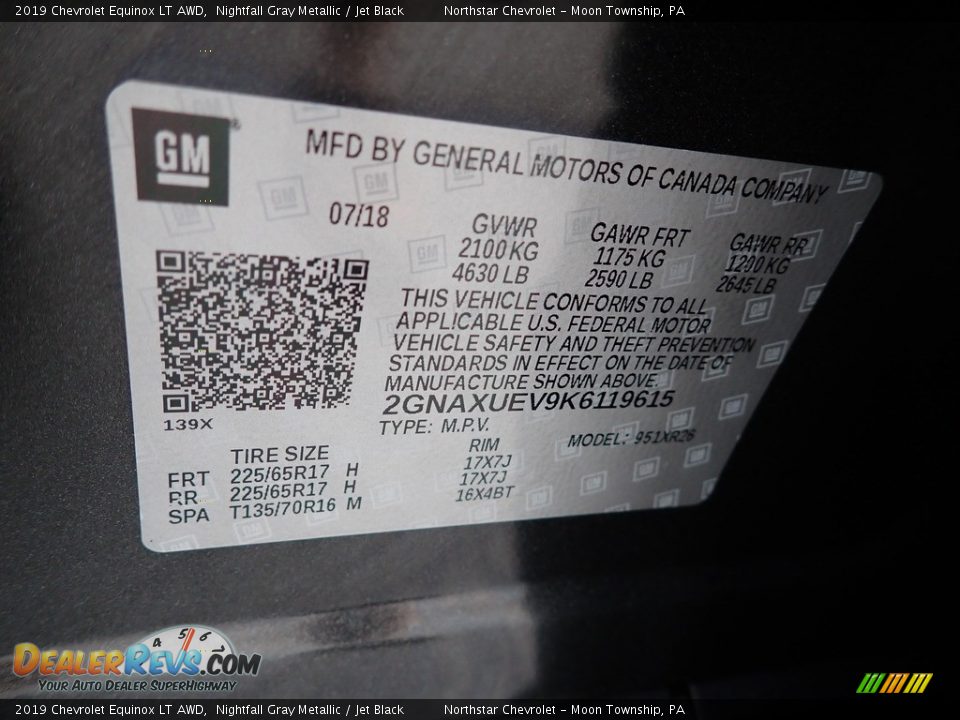 2019 Chevrolet Equinox LT AWD, Nightfall Gray Metallic / Jet Black Northstar Chevrolet – Moon Township, PA
GM®
MFD BY GENERAL MOTORS OF CANADA COMPANY
07/18 GVWR GAWR FRT GAWR RR
2100 KG 1175 KG 1200 KG
4630 LB 2590 LB 2645 LB
THIS VEHICLE CONFORMS TO ALL
APPLICABLE U.S. FEDERAL MOTOR
VEHICLE SAFETY AND THEFT PREVENTION
STANDARDS IN EFFECT ON THE DATE OF
MANUFACTURE SHOWN ABOVE.
2GNAXUEV9K6119615
139X
TYPE: M.P.V. MODEL: 951XR26
TIRE SIZE RIM
FRT 225/65R17 H 17X7J
RR 225/65R17 H 17X7J
SPA T135/70R16 M 16X4BT
4 5 6
DealerRevs.com
Your Auto Dealer SuperHighway
2019 Chevrolet Equinox LT AWD, Nightfall Gray Metallic / Jet Black Northstar Chevrolet – Moon Township, PA